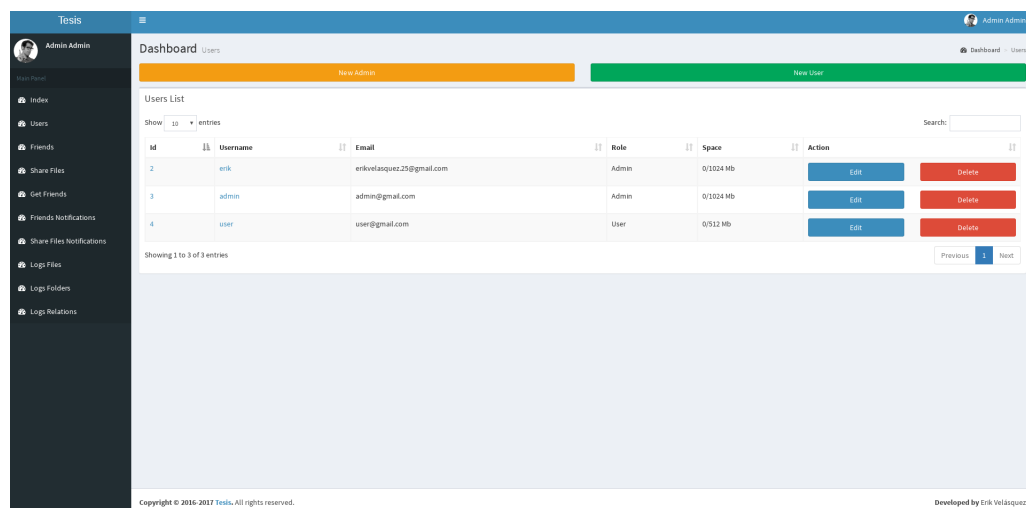 Tesis
Admin Admin
Admin Admin
Main Panel
Index
Users
Friends
Share Files
Get Friends
Friends Notifications
Share Files Notifications
Logs Files
Logs Folders
Logs Relations
Dashboard Users
Dashboard > Users
New Admin
New User
Users List
Show 10 entries
Search:
Id Username Email Role Space Action
2 erik erikvelasquez.25@gmail.com Admin 0/1024 Mb Edit Delete
3 admin admin@gmail.com Admin 0/1024 Mb Edit Delete
4 user user@gmail.com User 0/512 Mb Edit Delete
Showing 1 to 3 of 3 entries
Previous 1 Next
Copyright © 2016-2017 Tesis. All rights reserved.
Developed by Erik Velásquez